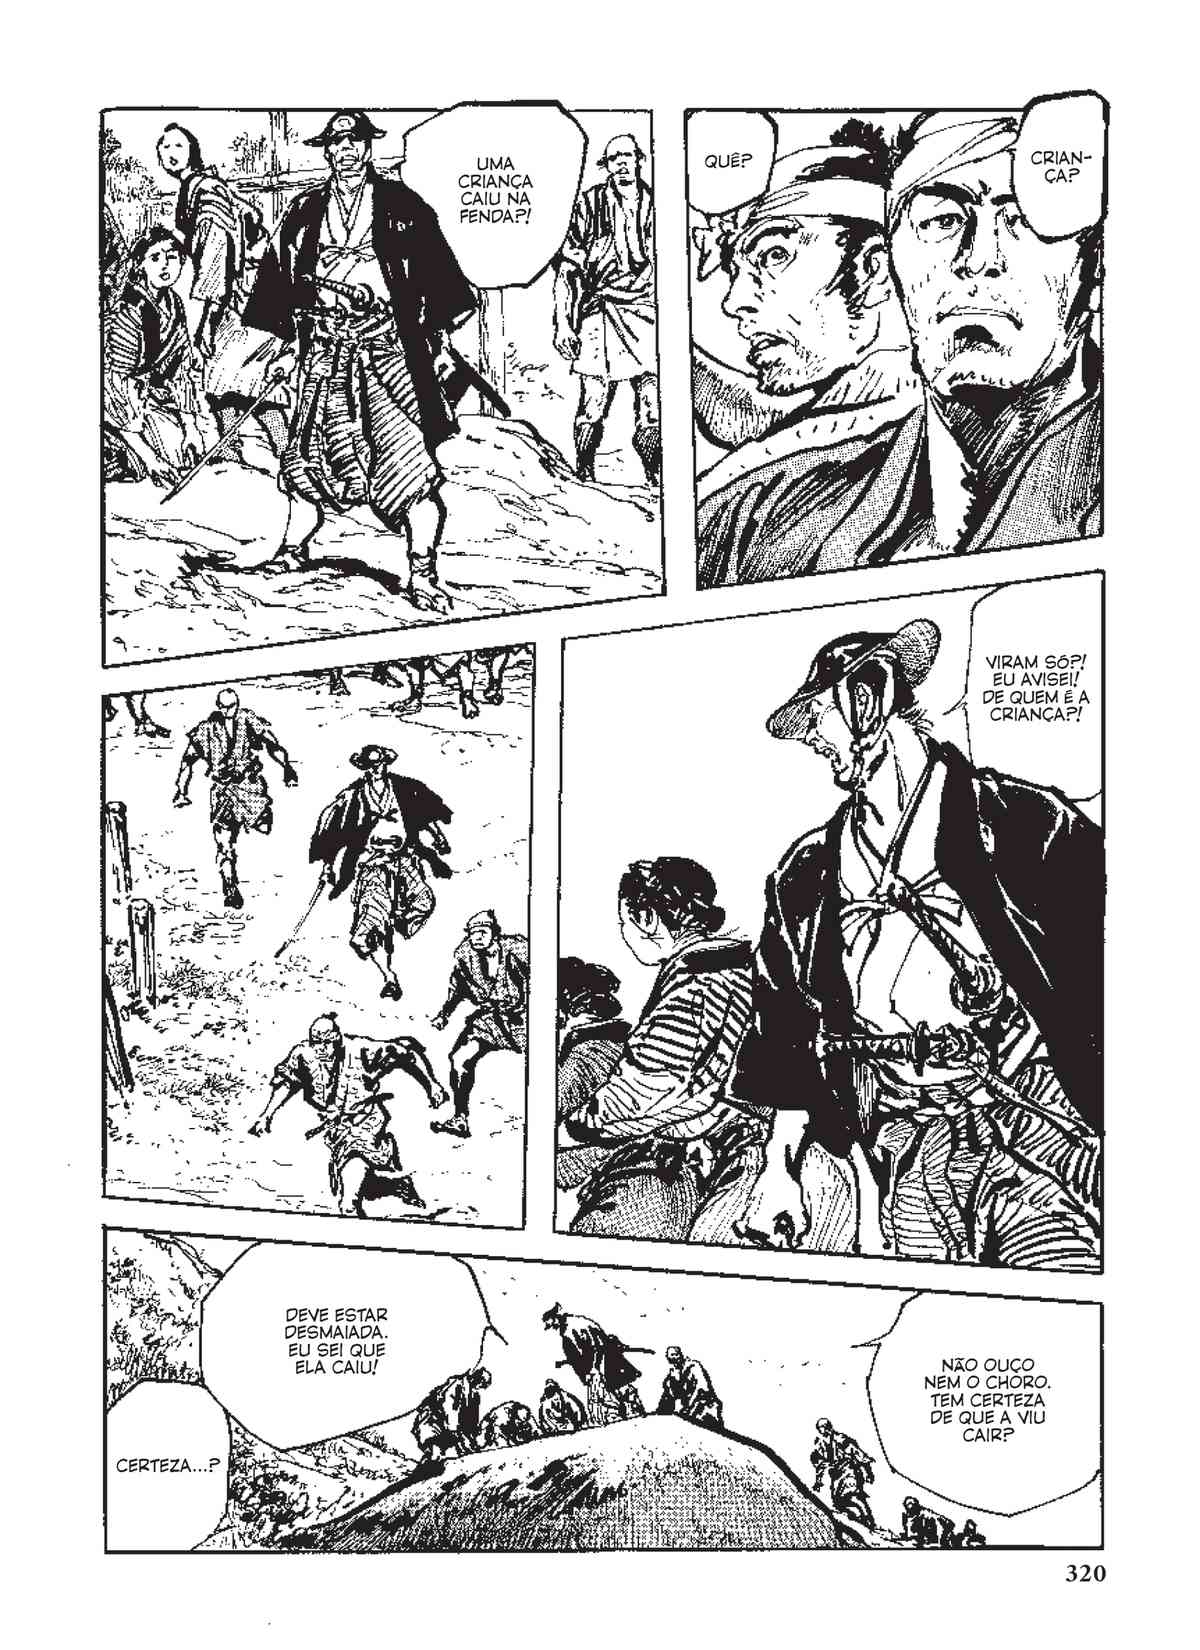 CRIAN-
ÇA?
QUÊ?
UMA
CRIANÇA
CAIU NA
FENDA?!
VIRAM SÓ?!
EU AVISEI!
DE QUEM É A
CRIANÇA?!
NÃO OUÇO
NEM O CHORO.
TEM CERTEZA
DE QUE A VIU
CAIR?
DEVE ESTAR
DESMAIADA.
EU SEI QUE
ELA CAIU!
CERTEZA...?
320